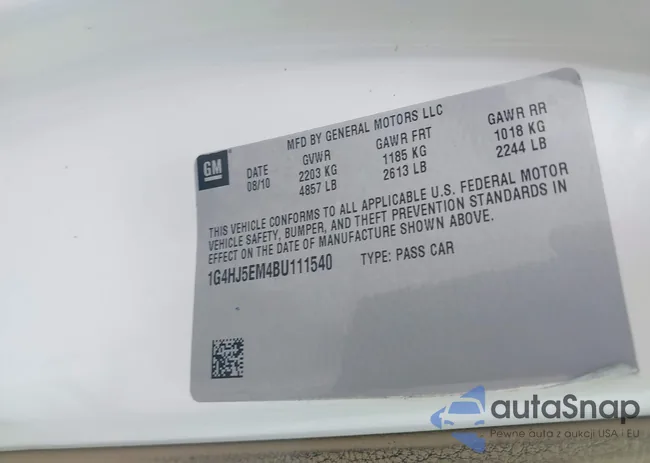 MFD BY GENERAL MOTORS LLC
GM DATE GVWR GAWR FRT GAWR RR
08/10 2203 KG 1185 KG 1018 KG
4857 LB 2613 LB 2244 LB
THIS VEHICLE CONFORMS TO ALL APPLICABLE U.S. FEDERAL MOTOR
VEHICLE SAFETY, BUMPER, AND THEFT PREVENTION STANDARDS IN
EFFECT ON THE DATE OF MANUFACTURE SHOWN ABOVE.
1G4HJ5EM4BU111540 TYPE: PASS CAR
autaSnap
Pewne auta z aukcji USA i EU